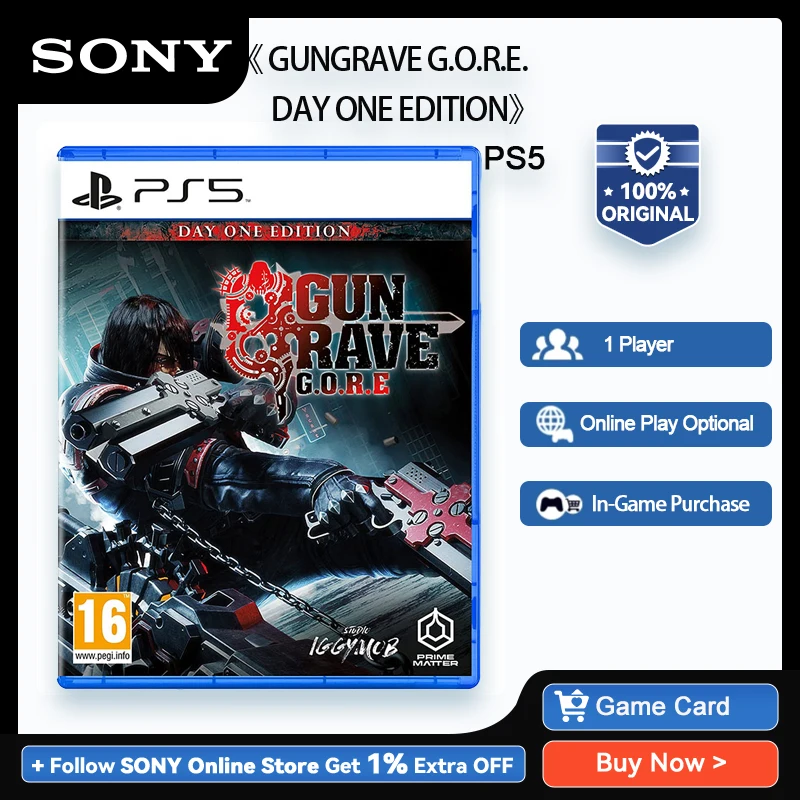 SONY
《 GUNGRAVE G.O.R.E.
DAY ONE EDITION》
PS5
PS5
DAY ONE EDITION
GUN
GRAVE
G.O.R.E
100%
ORIGINAL
1 Player
Online Play Optional
In-Game Purchase
16
www.pegi.info
STUDIO
IGGYMOB
PRIME
MATTER
Game Card
Buy Now >
+ Follow SONY Online Store Get 1% Extra OFF